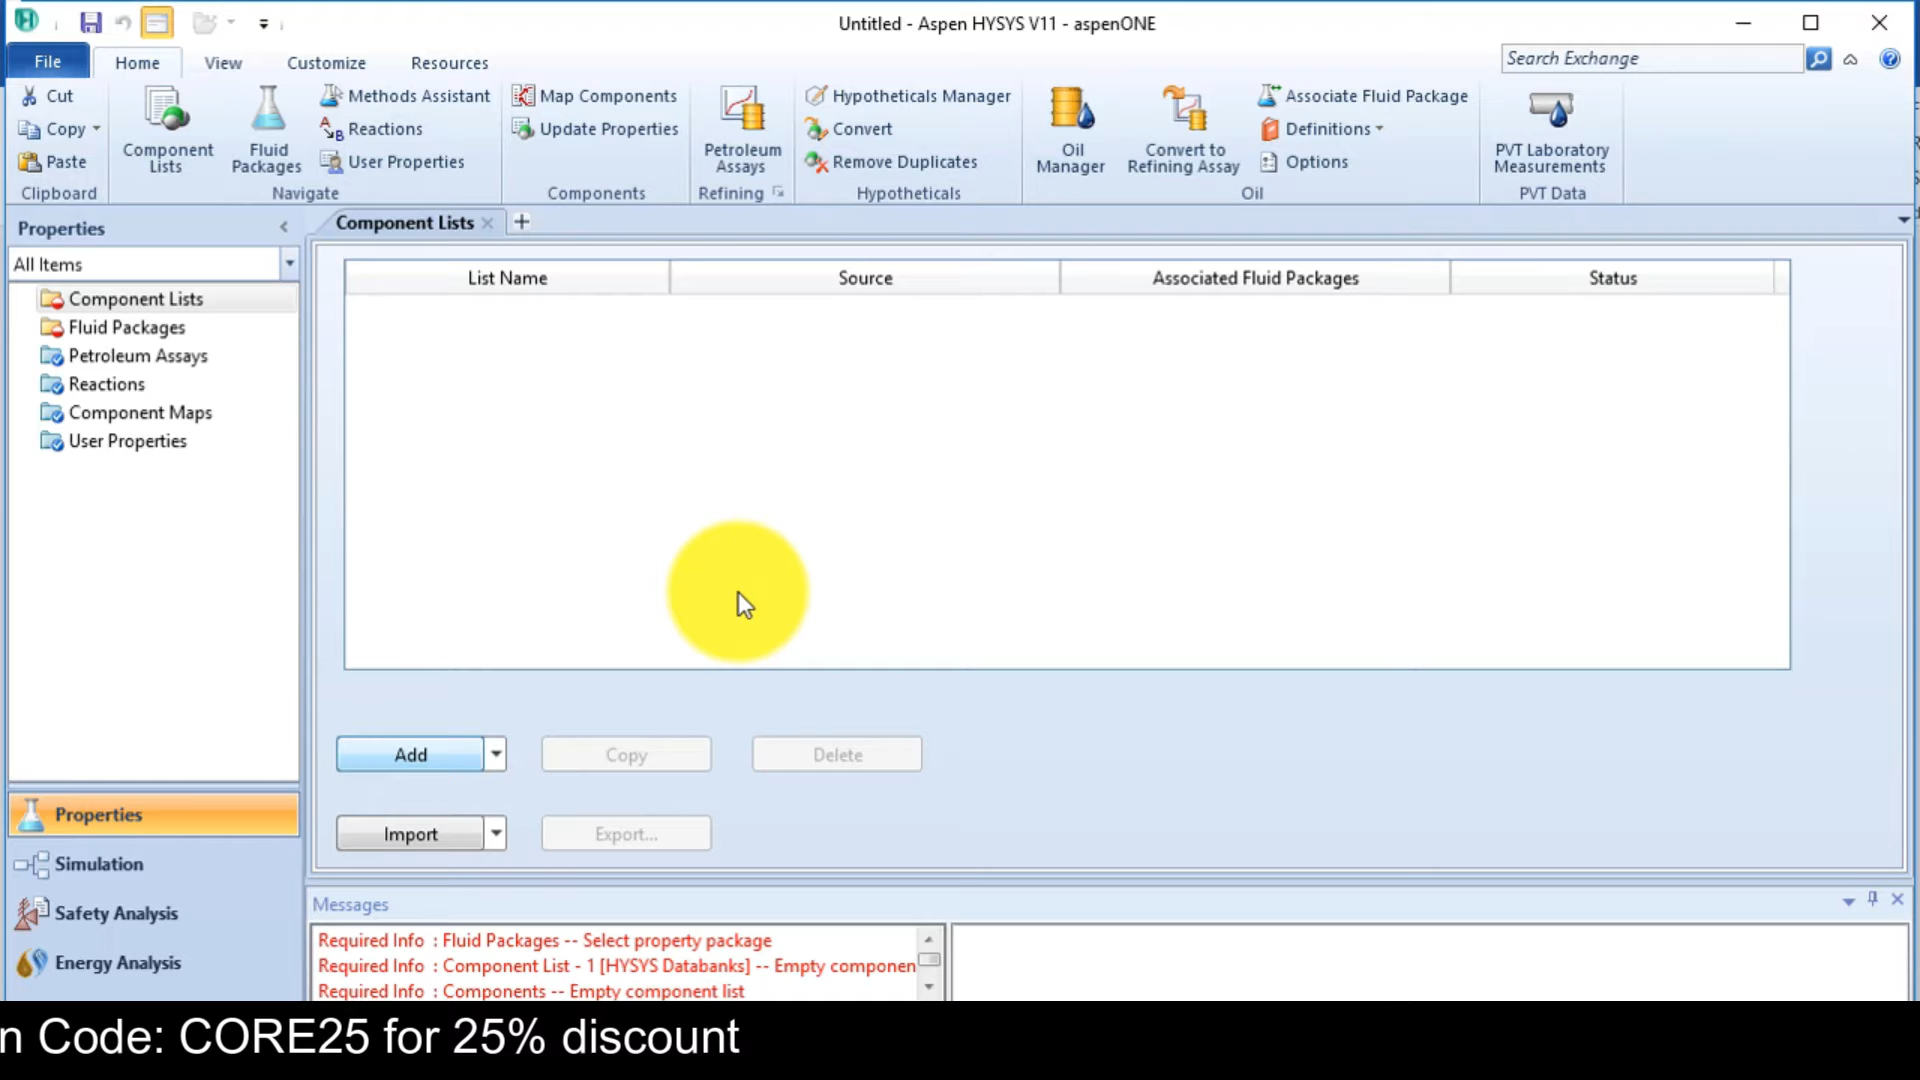 Untitled - Aspen HYSYS V11 - aspenONE
File
Home
View
Customize
Resources
Search Exchange
Cut
Copy
Paste
Clipboard
Component Lists
Fluid Packages
Methods Assistant
Reactions
User Properties
Navigate
Map Components
Update Properties
Components
Petroleum Assays
Refining
Hypotheticals Manager
Convert
Remove Duplicates
Hypotheticals
Oil Manager
Convert to Refining Assay
Associate Fluid Package
Definitions
Options
Oil
PVT Laboratory Measurements
PVT Data
Properties
All Items
Component Lists
Fluid Packages
Petroleum Assays
Reactions
Component Maps
User Properties
Properties
Simulation
Safety Analysis
Energy Analysis
Component Lists
List Name
Source
Associated Fluid Packages
Status
Add
Copy
Delete
Import
Export...
Messages
Required Info : Fluid Packages -- Select property package
Required Info : Component List - 1 [HYSYS Databanks] -- Empty componen
Required Info : Components -- Empty component list
n Code: CORE25 for 25% discount